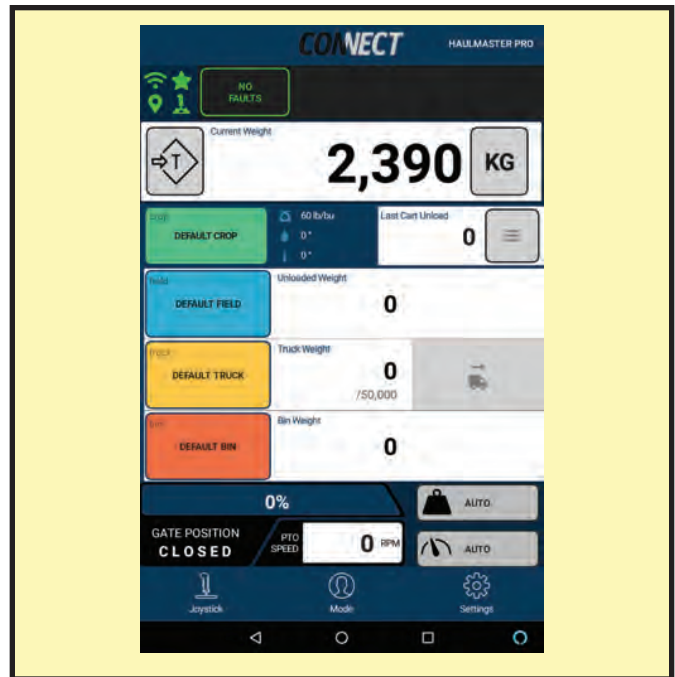 CONNECT HAULMASTER PRO
NO
FAULTS
Current Weight
T 2,390 KG
crop
DEFAULT CROP
60 lb/bu
0°
0°
Last Cart Unload
0
field
DEFAULT FIELD
Unloaded Weight
0
truck
DEFAULT TRUCK
Truck Weight
0
/50,000
bin
DEFAULT BIN
Bin Weight
0
0%
AUTO
GATE POSITION
CLOSED
PTO
SPEED
0 RPM
AUTO
Joystick Mode Settings